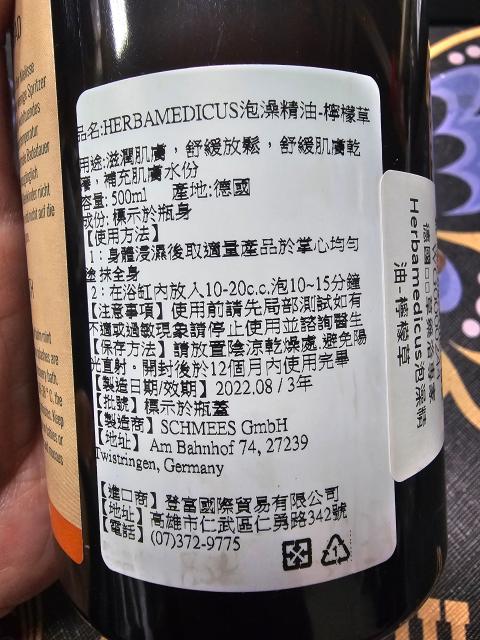 品名:HERBAMEDICUS泡澡精油-檸檬草
用途:滋潤肌膚，舒緩放鬆，舒緩肌膚乾
癢，補充肌膚水份
容量:500ml 產地:德國
成份:標示於瓶身
【使用方法】
1：身體浸濕後取適量產品於掌心均勻
塗抹全身
2：在浴缸內放入10-20c.c.泡10~15分鐘
【注意事項】使用前請先局部測試如有
不適或過敏現象請停止使用並諮詢醫生
【保存方法】請放置陰涼乾燥處,避免陽
光直射。開封後於12個月內使用完畢
【製造日期/效期】2022.08 / 3年
【批號】標示於瓶蓋
【製造商】SCHMEES GmbH
【地址】Am Bahnhof 74, 27239
Twistringen, Germany
【進口商】登富國際貿易有限公司
【地址】高雄市仁武區仁勇路342號
【電話】(07)372-9775
Herbamedicus泡澡精
油-檸檬草